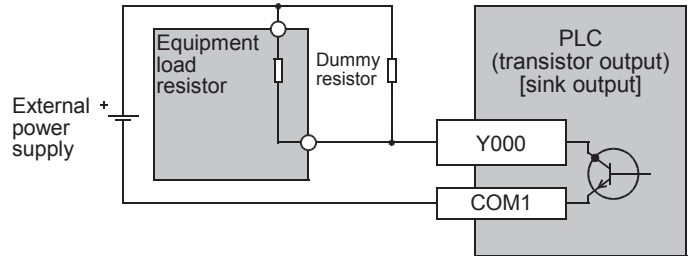 Equipment
load
resistor
Dummy
resistor
PLC
(transistor output)
[sink output]
External
power
supply
+
Y000
COM1